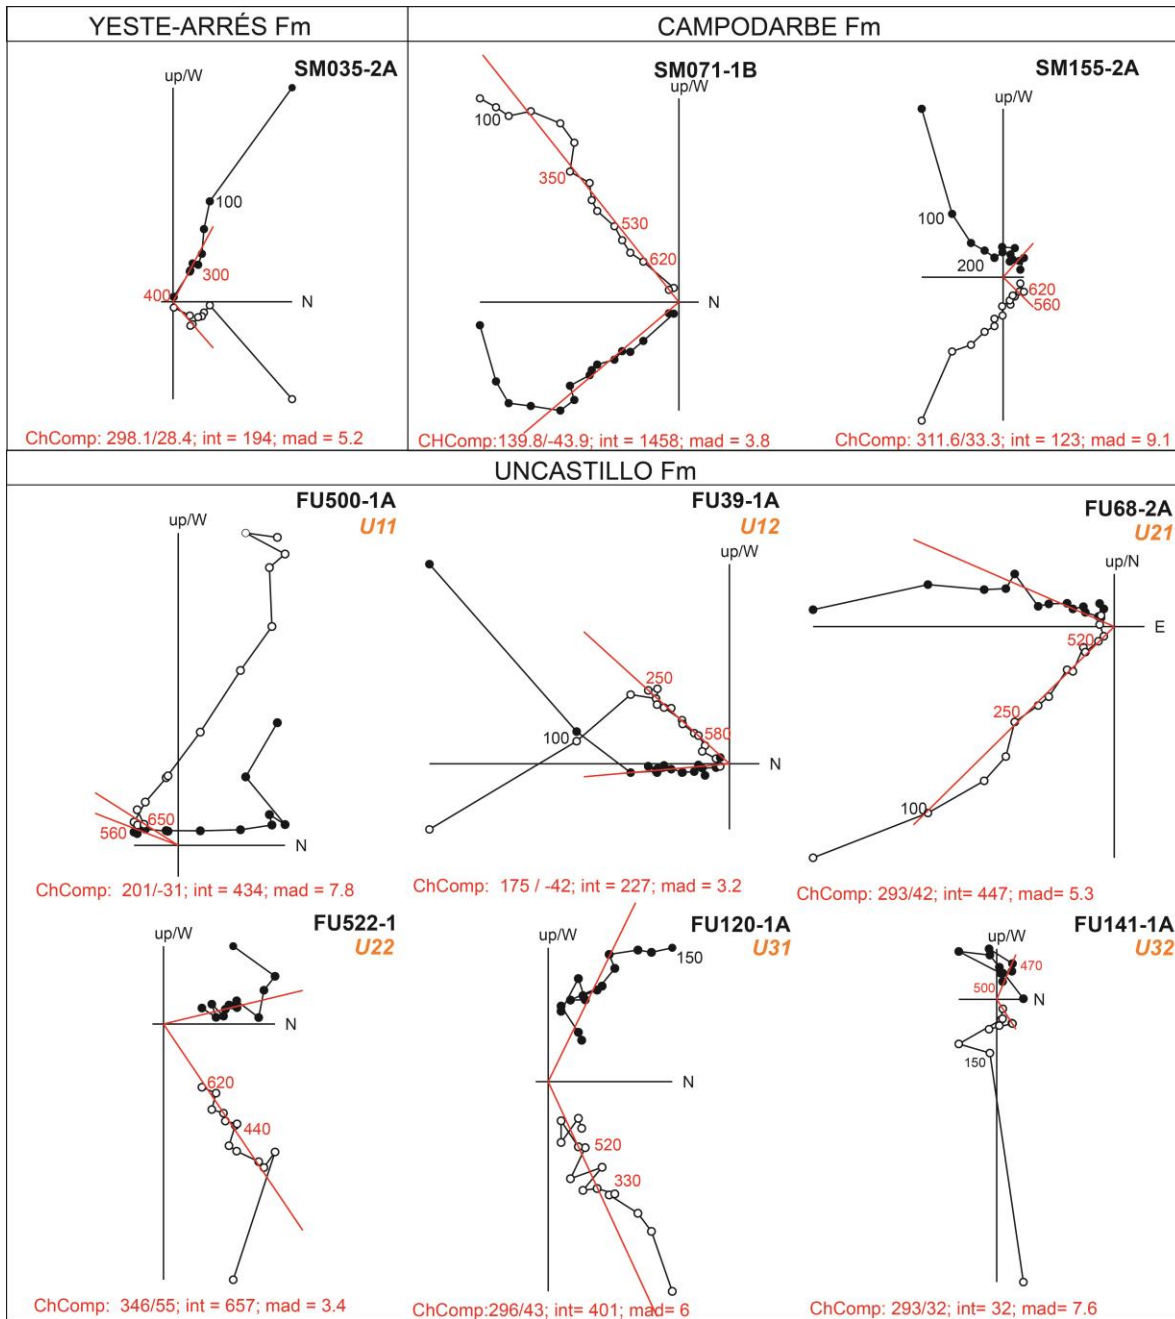 YESTE-ARRÉS Fm
CAMPODARBE Fm
SM035-2A
up/W
100
300
400
N
ChComp: 298.1/28.4; int = 194; mad = 5.2
SM071-1B
up/W
100
350
530
620
N
CHComp:139.8/-43.9; int = 1458; mad = 3.8
SM155-2A
up/W
100
200
620
560
ChComp: 311.6/33.3; int = 123; mad = 9.1
UNCASTILLO Fm
FU500-1A
U11
up/W
650
560
N
ChComp: 201/-31; int = 434; mad = 7.8
FU39-1A
U12
up/W
250
100
580
N
ChComp: 175 / -42; int = 227; mad = 3.2
FU68-2A
U21
up/N
E
520
250
100
ChComp: 293/42; int= 447; mad= 5.3
FU522-1
U22
up/W
N
620
440
ChComp: 346/55; int = 657; mad = 3.4
FU120-1A
U31
up/W
150
N
520
330
ChComp:296/43; int= 401; mad= 6
FU141-1A
U32
up/W
470
500
N
150
ChComp: 293/32; int= 32; mad= 7.6